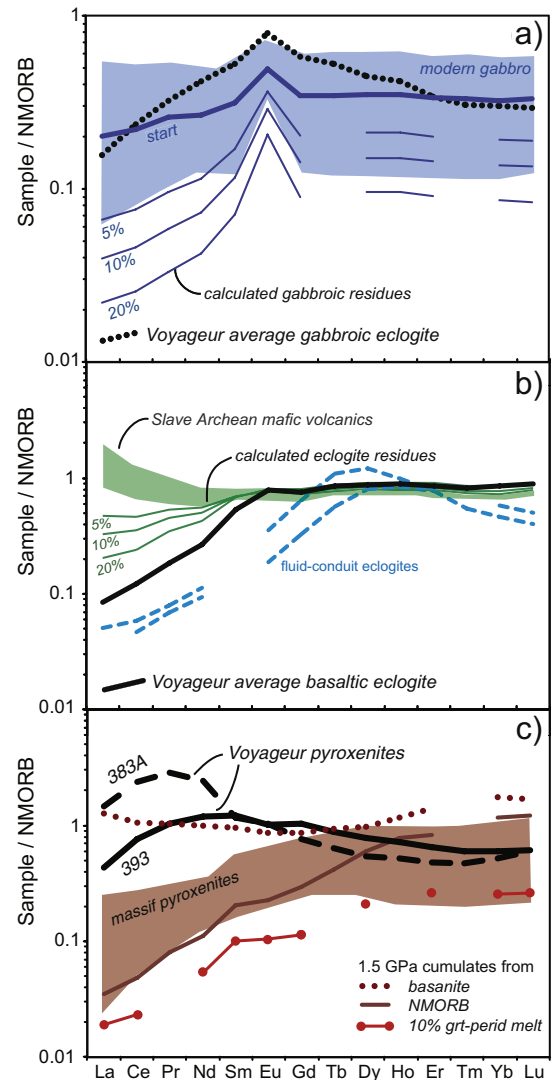 1
a)
modern gabbro
start
Sample / NMORB
0.1
5%
10%
20%
calculated gabbroic residues
Voyageur average gabbroic eclogite
0.01
b)
Slave Archean mafic volcanics
calculated eclogite residues
Sample / NMORB
1
5%
10%
20%
fluid-conduit eclogites
0.1
Voyageur average basaltic eclogite
0.01
c)
383A
Voyageur pyroxenites
Sample / NMORB
1
393
massif pyroxenites
0.1
1.5 GPa cumulates from
basanite
NMORB
10% grt-perid melt
0.01
La Ce Pr Nd Sm Eu Gd Tb Dy Ho Er Tm Yb Lu